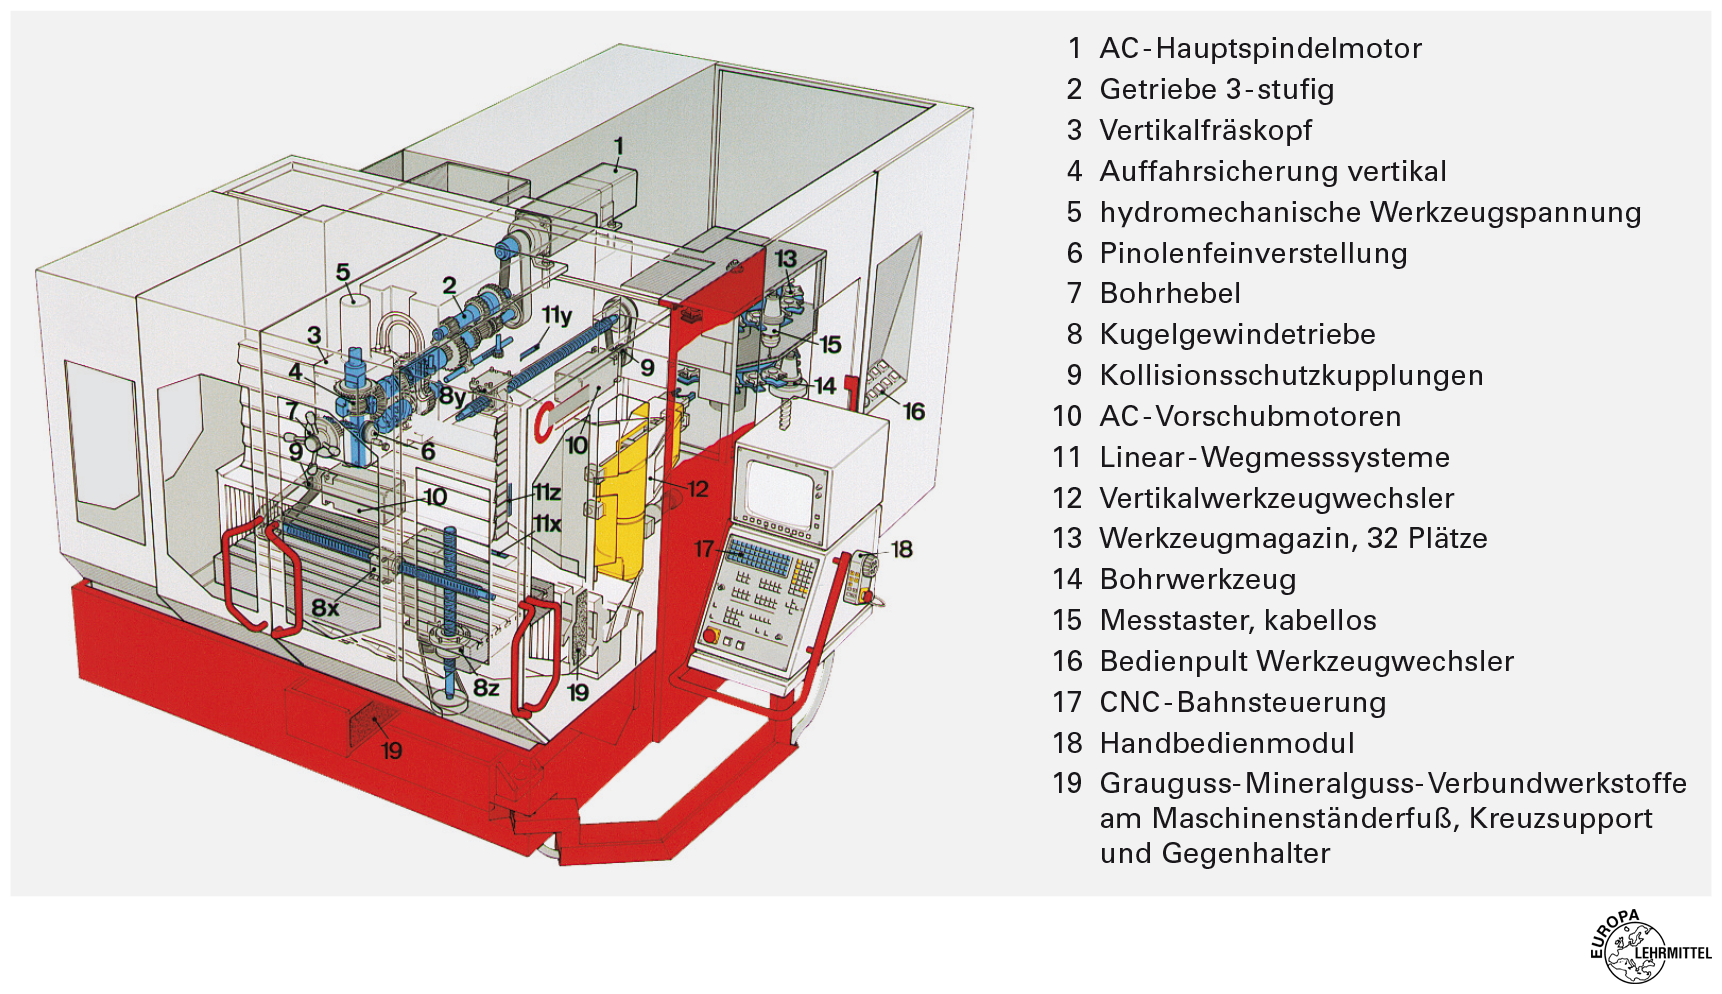 1
5
2
11y
13
3
4
9
15
8y
14
7
16
9
6
10
10
11z
12
11x
17
18
8x
8z
19
19
1 AC-Hauptspindelmotor
2 Getriebe 3-stufig
3 Vertikalfräskopf
4 Auffahrsicherung vertikal
5 hydromechanische Werkzeugspannung
6 Pinolenfeinverstellung
7 Bohrhebel
8 Kugelgewindetriebe
9 Kollisionsschutzkupplungen
10 AC-Vorschubmotoren
11 Linear-Wegmesssysteme
12 Vertikalwerkzeugwechsler
13 Werkzeugmagazin, 32 Plätze
14 Bohrwerkzeug
15 Messtaster, kabellos
16 Bedienpult Werkzeugwechsler
17 CNC-Bahnsteuerung
18 Handbedienmodul
19 Grauguss-Mineralguss-Verbundwerkstoffe
am Maschinenständerfuß, Kreuzsupport
und Gegenhalter
EUROPA
LEHRMITTEL